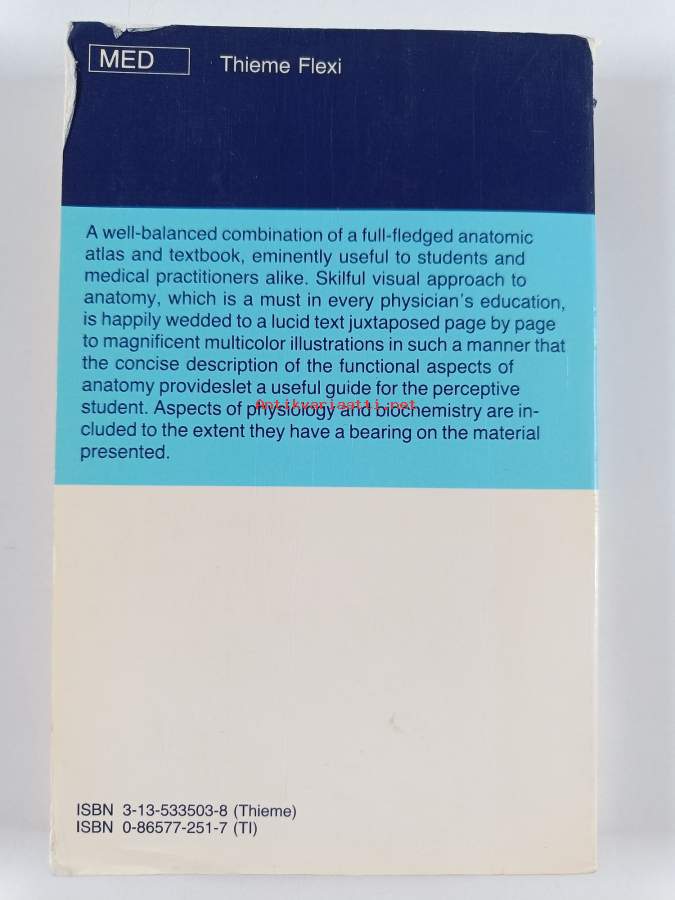 MED
Thieme Flexi
A well-balanced combination of a full-fledged anatomic
atlas and textbook, eminently useful to students and
medical practitioners alike. Skilful visual approach to
anatomy, which is a must in every physician's education,
is happily wedded to a lucid text juxtaposed page by page
to magnificent multicolor illustrations in such a manner that
the concise description of the functional aspects of
anatomy provideslet a useful guide for the perceptive
student. Aspects of physiology and biochemistry are in-
Antikvariaatti.net
cluded to the extent they have a bearing on the material
presented.
ISBN 3-13-533503-8 (Thieme)
ISBN 0-86577-251-7 (TI)